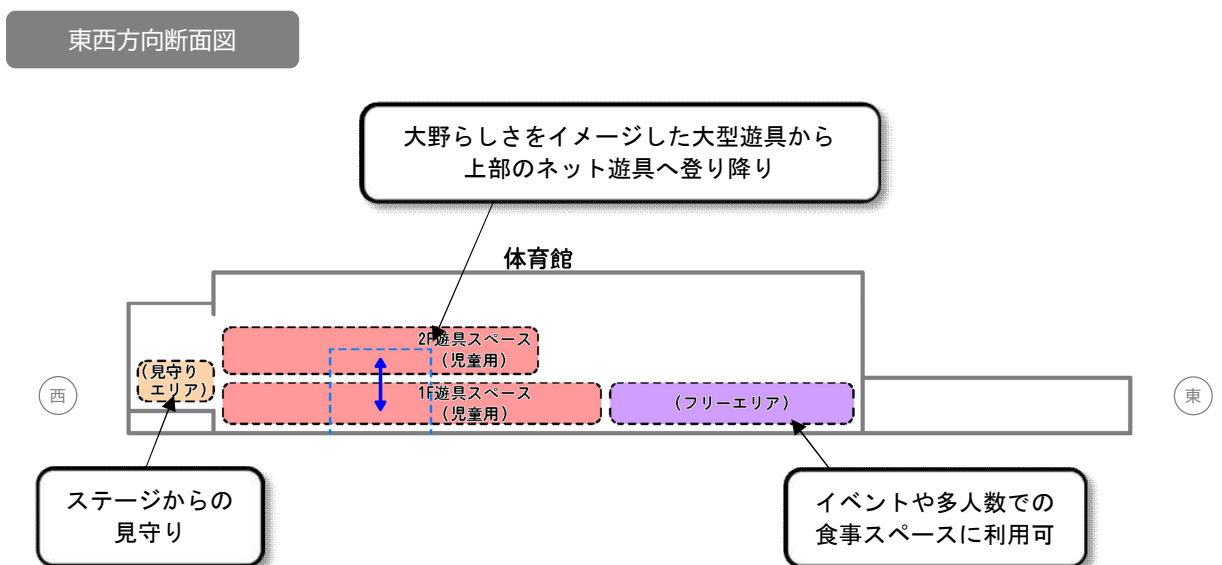 東西方向断面図
大野らしさをイメージした大型遊具から
上部のネット遊具へ登り降り
体育館
2F遊具スペース
(児童用)
(見守り
エリア)
1F遊具スペース
(児童用)
(フリーエリア)
西
東
ステージからの
見守り
イベントや多人数での
食事スペースに利用可